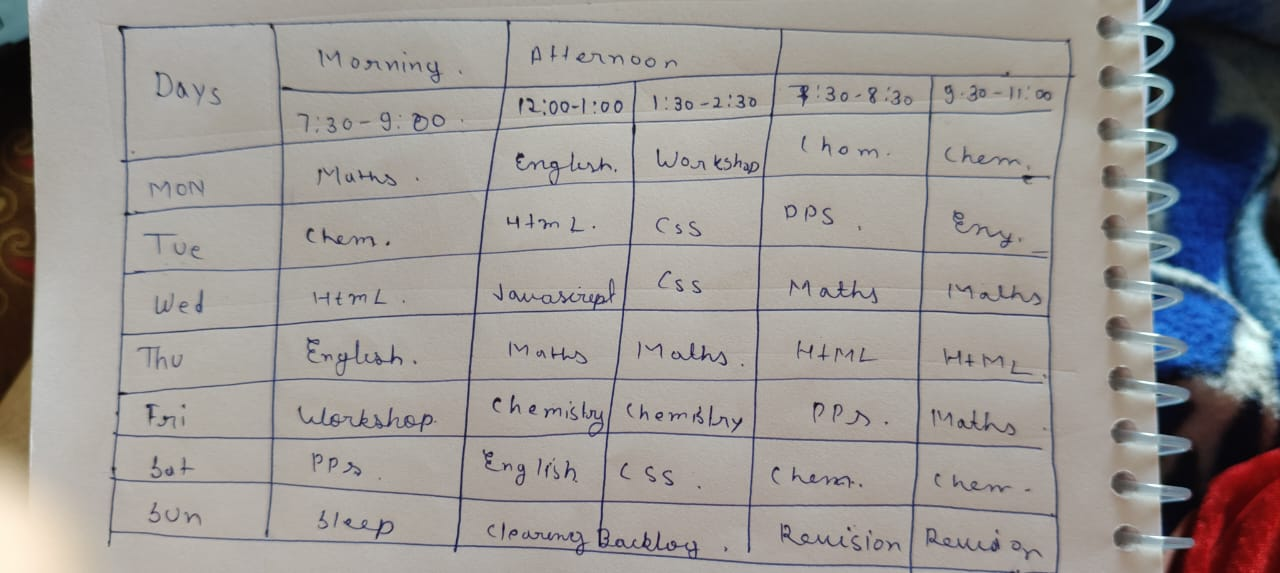 Days Morning. Afternoon
7:30-9:00. 12:00-1:00 1:30-2:30 7:30-8:30 9.30-11:00
MON Maths. English. Workshop Chem. Chem.
Tue Chem. HtmL. CSS PPS. Eng.
Wed HtmL. Javascript CSS Maths Maths
Thu English. Maths Maths. HtML HtML.
Fri Workshop. Chemistry Chemistry PPs. Maths.
Sat PPs. English CSS. Chem. Chem.
Sun Sleep Clearing Backlog. Revision Revision